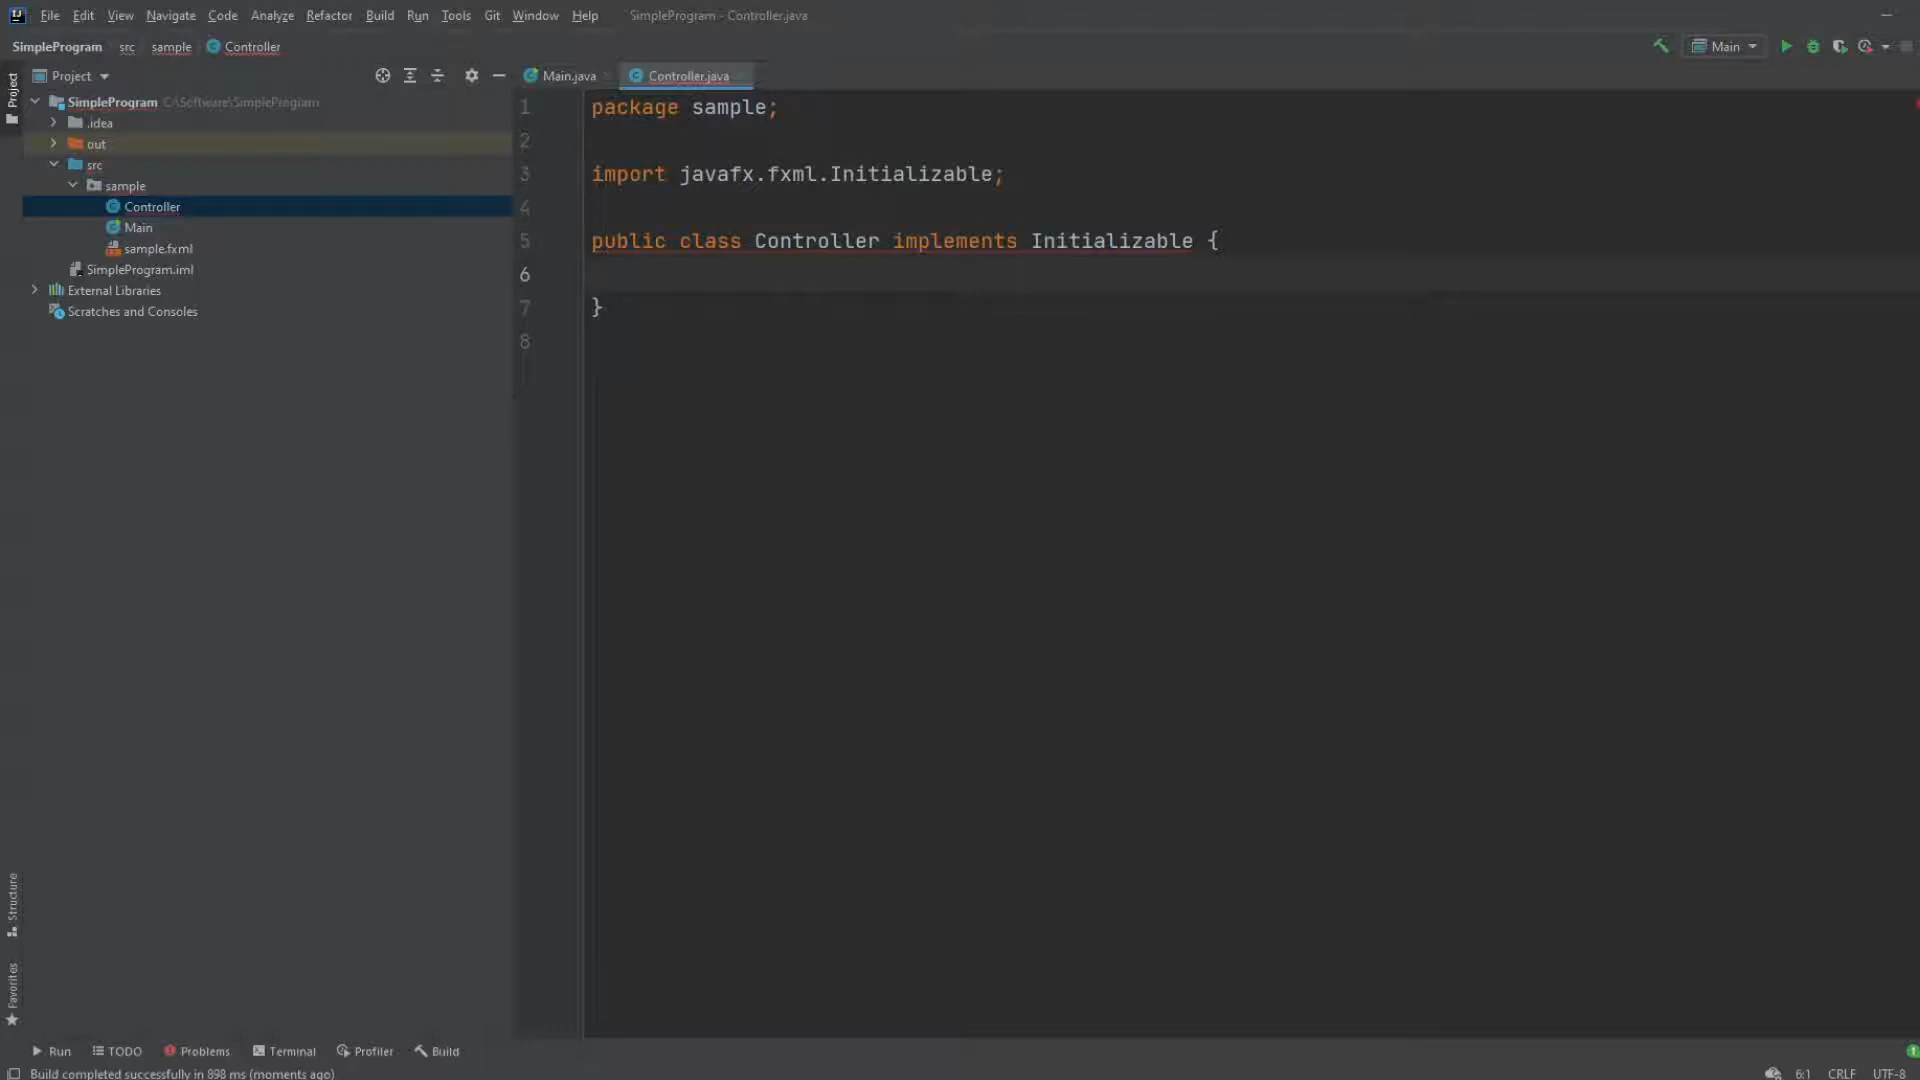 File Edit View Navigate Code Analyze Refactor Build Run Tools Git Window Help SimpleProgram - Controller.java
SimpleProgram src sample Controller Main
Project Main.java Controller.java
Project
SimpleProgram C:\Software\SimpleProgram
.idea
out
src
sample
Controller
Main
sample.fxml
SimpleProgram.iml
External Libraries
Scratches and Consoles
1 package sample;
2
3 import javafx.fxml.Initializable;
4
5 public class Controller implements Initializable {
6
7 }
8
Structure
Favorites
Run TODO Problems Terminal Profiler Build
Build completed successfully in 898 ms (moments ago) 6:1 CRLF UTF-8